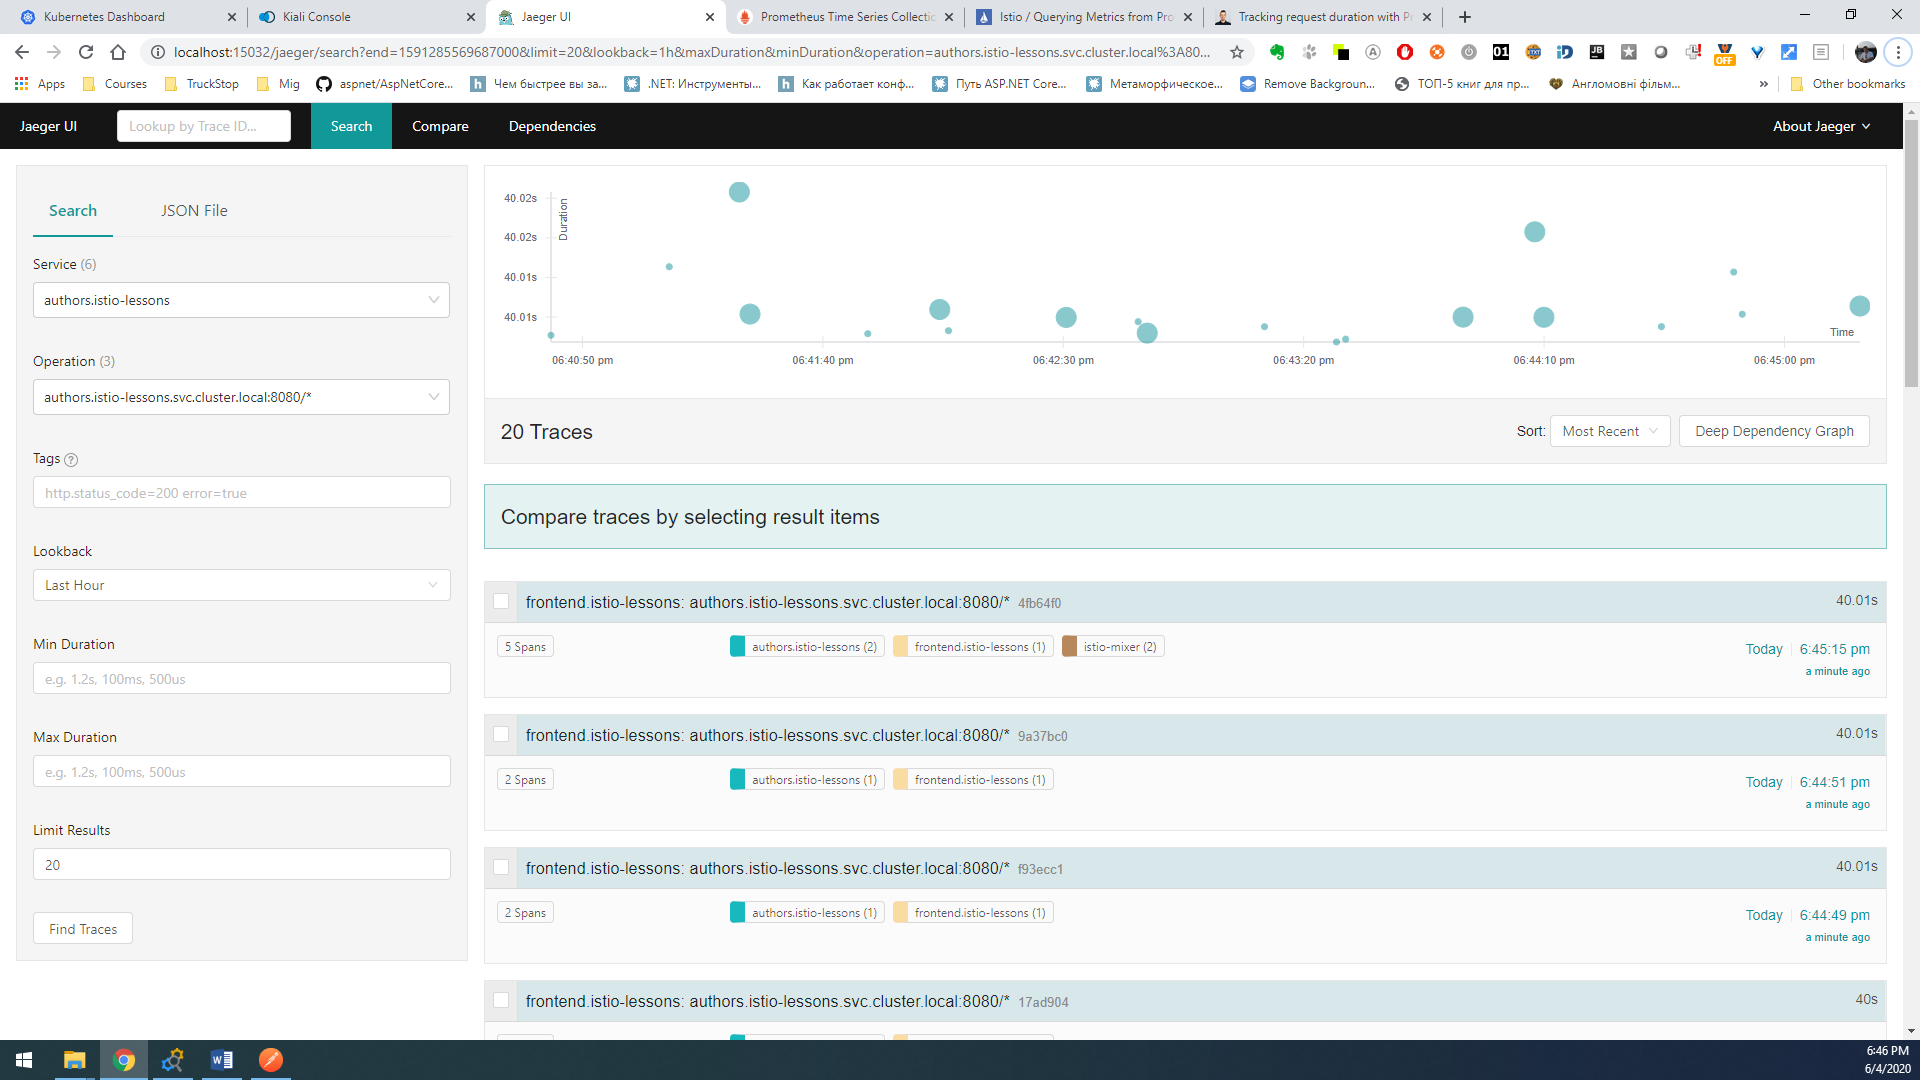 Kubernetes Dashboard
Kiali Console
Jaeger UI
Prometheus Time Series Collectio
Istio / Querying Metrics from Pro
Tracking request duration with P
localhost:15032/jaeger/search?end=1591285569687000&limit=20&lookback=1h&maxDuration&minDuration&operation=authors.istio-lessons.svc.cluster.local%3A80...
Apps
Courses
TruckStop
Mig
aspnet/AspNetCore...
Чем быстрее вы за...
.NET: Инструменты...
Как работает конф...
Путь ASP.NET Core...
Метаморфическое...
Remove Backgroun...
ТОП-5 книг для пр...
Англомовні фільм...
»
Other bookmarks
OFF
Jaeger UI
Lookup by Trace ID...
Search
Compare
Dependencies
About Jaeger
Search
JSON File
Service (6)
authors.istio-lessons
Operation (3)
authors.istio-lessons.svc.cluster.local:8080/*
Tags ?
http.status_code=200 error=true
Lookback
Last Hour
Min Duration
e.g. 1.2s, 100ms, 500us
Max Duration
e.g. 1.2s, 100ms, 500us
Limit Results
20
Find Traces
Duration
40.02s
40.02s
40.01s
40.01s
Time
06:40:50 pm
06:41:40 pm
06:42:30 pm
06:43:20 pm
06:44:10 pm
06:45:00 pm
20 Traces
Sort: Most Recent
Deep Dependency Graph
Compare traces by selecting result items
frontend.istio-lessons: authors.istio-lessons.svc.cluster.local:8080/* 4fb64f0
40.01s
5 Spans
authors.istio-lessons (2)
frontend.istio-lessons (1)
istio-mixer (2)
Today 6:45:15 pm
a minute ago
frontend.istio-lessons: authors.istio-lessons.svc.cluster.local:8080/* 9a37bc0
40.01s
2 Spans
authors.istio-lessons (1)
frontend.istio-lessons (1)
Today 6:44:51 pm
a minute ago
frontend.istio-lessons: authors.istio-lessons.svc.cluster.local:8080/* f93ecc1
40.01s
2 Spans
authors.istio-lessons (1)
frontend.istio-lessons (1)
Today 6:44:49 pm
a minute ago
frontend.istio-lessons: authors.istio-lessons.svc.cluster.local:8080/* 17ad904
40s
6:46 PM
6/4/2020